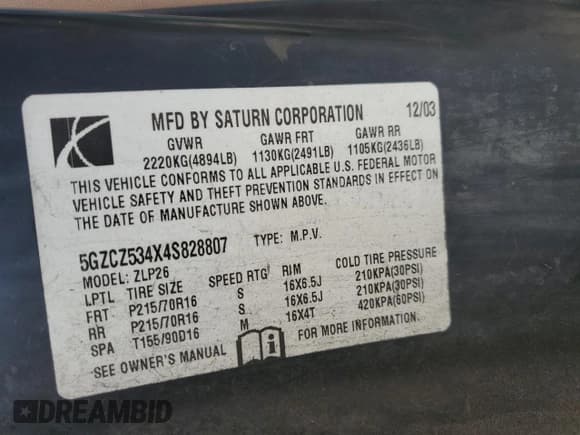 MFD BY SATURN CORPORATION 12/03
GVWR GAWR FRT GAWR RR
2220KG(4894LB) 1130KG(2491LB) 1105KG(2436LB)
THIS VEHICLE CONFORMS TO ALL APPLICABLE U.S. FEDERAL MOTOR
VEHICLE SAFETY AND THEFT PREVENTION STANDARDS IN EFFECT ON
THE DATE OF MANUFACTURE SHOWN ABOVE.
5GZCZ534X4S828807 TYPE: M.P.V.
MODEL: ZLP26
LPTL TIRE SIZE SPEED RTG RIM COLD TIRE PRESSURE
FRT P215/70R16 S 16X6.5J 210KPA(30PSI)
RR P215/70R16 S 16X6.5J 210KPA(30PSI)
SPA T155/90D16 M 16X4T 420KPA(60PSI)
SEE OWNER'S MANUAL i FOR MORE INFORMATION.
DREAMBID